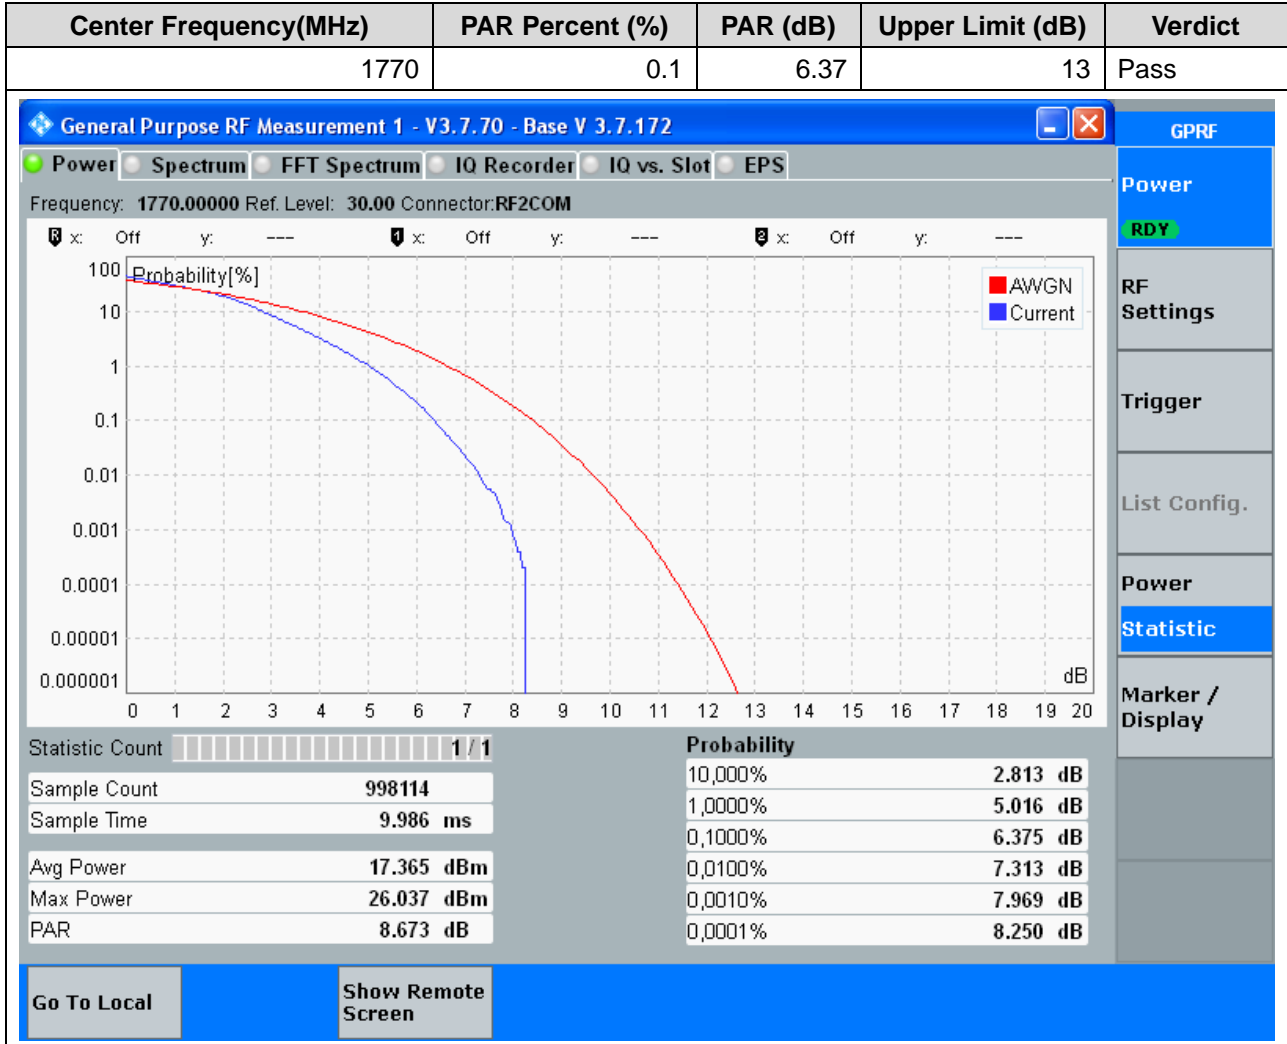 Center Frequency(MHz) PAR Percent (%) PAR (dB) Upper Limit (dB) Verdict
1770 0.1 6.37 13 Pass
General Purpose RF Measurement 1 - V3.7.70 - Base V 3.7.172
GPRF
Power Spectrum FFT Spectrum IQ Recorder IQ vs. Slot EPS
Power
RDY
Frequency: 1770.00000 Ref. Level: 30.00 Connector:RF2COM
R x: Off y: --- 1 x: Off y: --- 2 x: Off y: ---
RF
Settings
Trigger
List Config.
Power
Statistic
Marker /
Display
Probability[%]
AWGN
Current
100
10
1
0.1
0.01
0.001
0.0001
0.00001
0.000001
dB
0 1 2 3 4 5 6 7 8 9 10 11 12 13 14 15 16 17 18 19 20
Statistic Count 1 / 1
Sample Count 998114
Sample Time 9.986 ms
Avg Power 17.365 dBm
Max Power 26.037 dBm
PAR 8.673 dB
Probability
10,000% 2.813 dB
1,0000% 5.016 dB
0,1000% 6.375 dB
0,0100% 7.313 dB
0,0010% 7.969 dB
0,0001% 8.250 dB
Go To Local
Show Remote
Screen